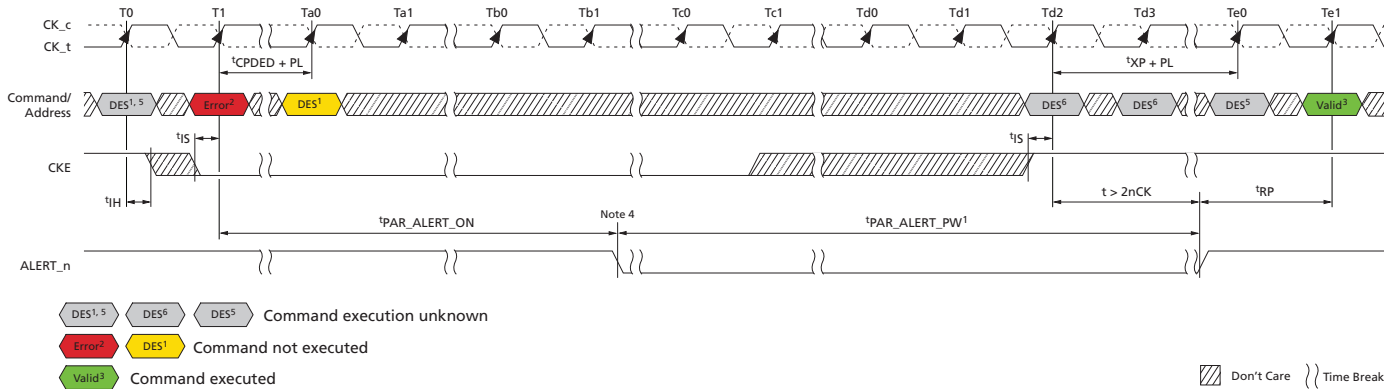 T0 T1 Ta0 Ta1 Tb0 Tb1 Tc0 Tc1 Td0 Td1 Td2 Td3 Te0 Te1
CK_c
CK_t
tCPDED + PL
tXP + PL
Command/
Address
DES1, 5
Error2
DES1
DES6
DES6
DES5
Valid3
tIS
tIS
CKE
tIH
t > 2nCK
tRP
tPAR_ALERT_ON
Note 4
tPAR_ALERT_PW1
ALERT_n
DES1, 5 DES6 DES5 Command execution unknown
Error2 DES1 Command not executed
Valid3 Command executed
Don't Care
Time Break